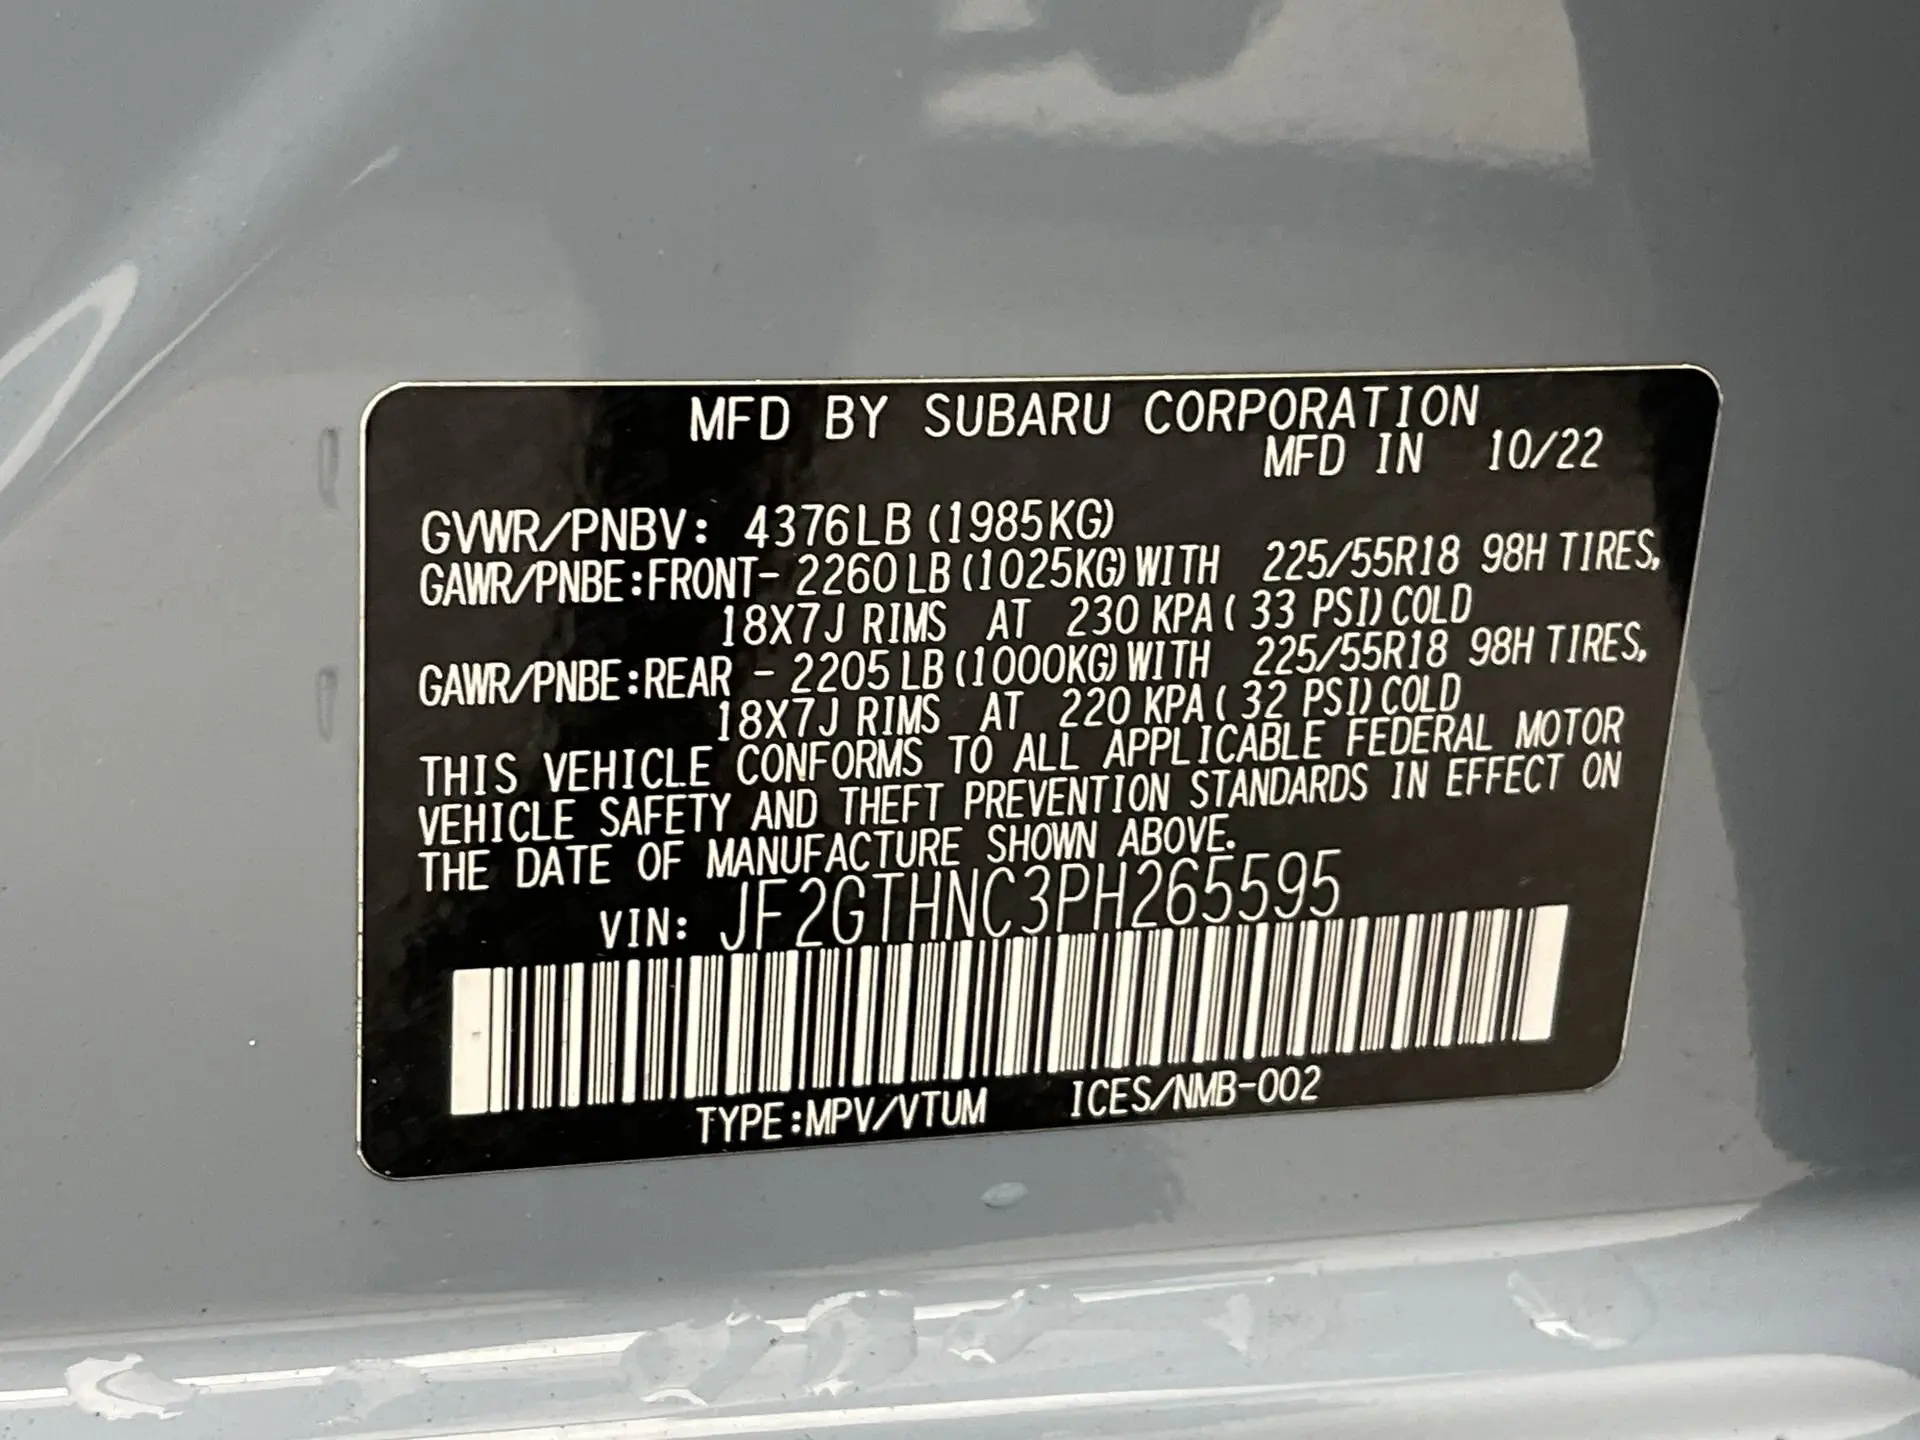 MFD BY SUBARU CORPORATION
MFD IN 10/22
GVWR/PNBV: 4376LB (1985KG)
GAWR/PNBE:FRONT- 2260 LB (1025KG) WITH 225/55R18 98H TIRES,
18X7J RIMS AT 230 KPA ( 33 PSI) COLD
GAWR/PNBE:REAR - 2205 LB (1000KG) WITH 225/55R18 98H TIRES,
18X7J RIMS AT 220 KPA ( 32 PSI) COLD
THIS VEHICLE CONFORMS TO ALL APPLICABLE FEDERAL MOTOR
VEHICLE SAFETY AND THEFT PREVENTION STANDARDS IN EFFECT ON
THE DATE OF MANUFACTURE SHOWN ABOVE.
VIN: JF2GTHNC3PH265595
TYPE:MPV/VTUM ICES/NMB-002